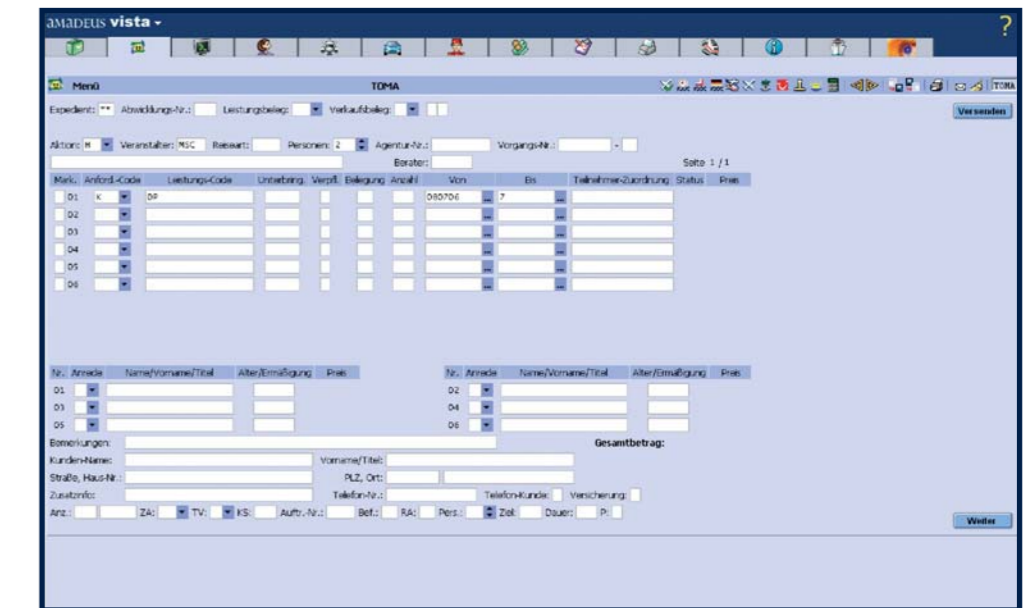 AMADEUS vista
?
Menü TOMA TOMA
Expedient: ** Abwicklungs-Nr.: Leistungsbeleg: Verkaufsbeleg: Versenden
Aktion: M Veranstalter: MSC Reiseart: Personen: 2 Agentur-Nr.: Vorgangs-Nr.: -
Berater: Seite 1 /1
Mark. Anford.-Code Leistungs-Code Unterbring. Verpfl. Belegung Anzahl Von Bis Teilnehmer-Zuordnung Status Preis
01 K OP 080706 ... 7 ...
02 ... ...
03 ... ...
04 ... ...
05 ... ...
06 ... ...
Nr. Anrede Name/Vorname/Titel Alter/Ermäßigung Preis Nr. Anrede Name/Vorname/Titel Alter/Ermäßigung Preis
01 02
03 04
05 06
Bemerkungen: Gesamtbetrag:
Kunden-Name: Vorname/Titel:
Straße, Haus-Nr.: PLZ, Ort:
Zusatzinfo: Telefon-Nr.: Telefon-Kunde: Versicherung:
Anz.: ZA: TV: KS: Auftr.-Nr.: Bef.: RA: Pers.: Ziel: Dauer: P:
Weiter